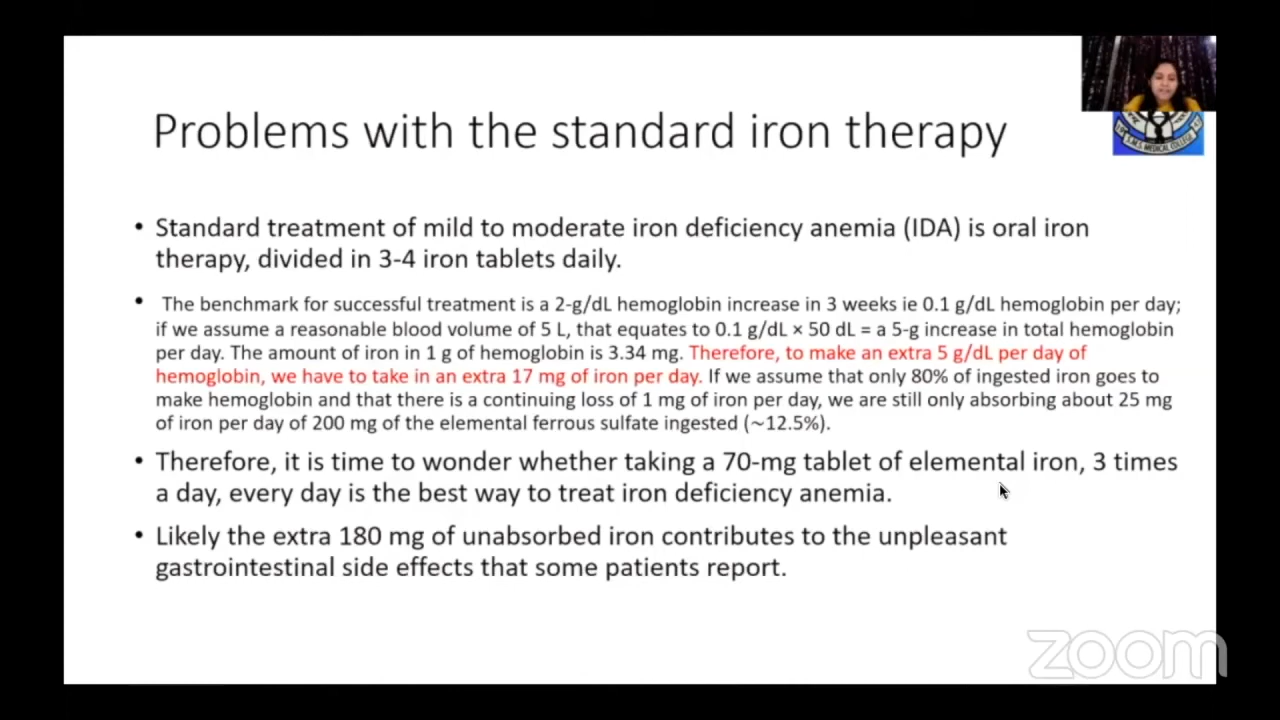 Problems with the standard iron therapy
S.M.S MEDICAL COLLEGE
• Standard treatment of mild to moderate iron deficiency anemia (IDA) is oral iron
therapy, divided in 3-4 iron tablets daily.
• The benchmark for successful treatment is a 2-g/dL hemoglobin increase in 3 weeks ie 0.1 g/dL hemoglobin per day;
if we assume a reasonable blood volume of 5 L, that equates to 0.1 g/dL × 50 dL = a 5-g increase in total hemoglobin
per day. The amount of iron in 1 g of hemoglobin is 3.34 mg. Therefore, to make an extra 5 g/dL per day of
hemoglobin, we have to take in an extra 17 mg of iron per day. If we assume that only 80% of ingested iron goes to
make hemoglobin and that there is a continuing loss of 1 mg of iron per day, we are still only absorbing about 25 mg
of iron per day of 200 mg of the elemental ferrous sulfate ingested (~12.5%).
• Therefore, it is time to wonder whether taking a 70-mg tablet of elemental iron, 3 times
a day, every day is the best way to treat iron deficiency anemia.
• Likely the extra 180 mg of unabsorbed iron contributes to the unpleasant
gastrointestinal side effects that some patients report.
zoom